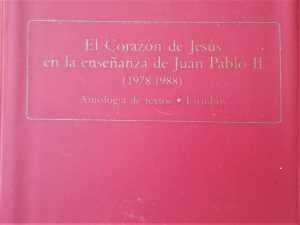 El Corazón de Jesús
en la enseñanza de Juan Pablo II
(1978-1988)
Antología de textos • Estudios